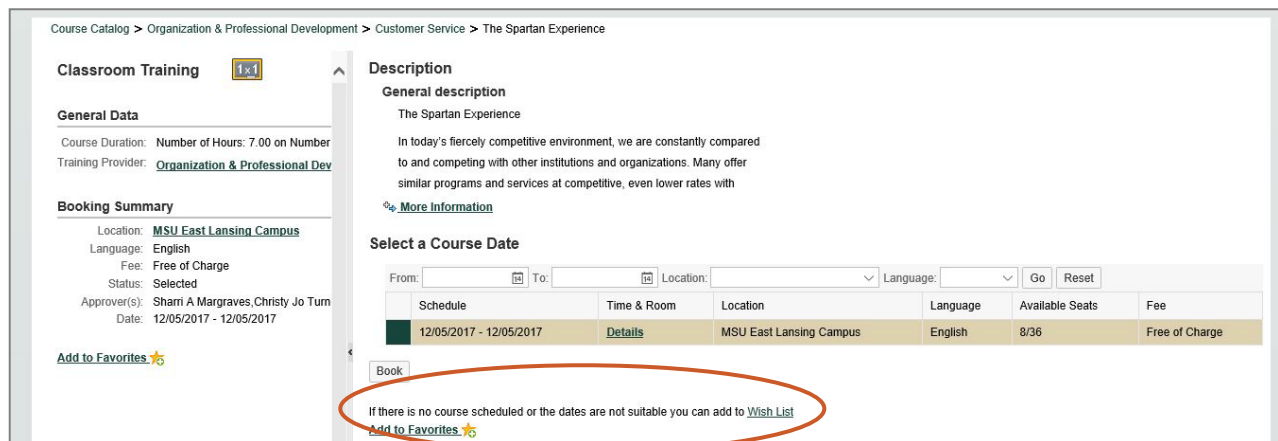 Course Catalog > Organization & Professional Development > Customer Service > The Spartan Experience
Classroom Training 1x1
General Data
Course Duration: Number of Hours: 7.00 on Number
Training Provider: Organization & Professional Dev
Booking Summary
Location: MSU East Lansing Campus
Language: English
Fee: Free of Charge
Status: Selected
Approver(s): Sharri A Margraves,Christy Jo Turn
Date: 12/05/2017 - 12/05/2017
Add to Favorites
Description
General description
The Spartan Experience
In today's fiercely competitive environment, we are constantly compared
to and competing with other institutions and organizations. Many offer
similar programs and services at competitive, even lower rates with
More Information
Select a Course Date
From: 14 To: 14 Location: Language: Go Reset
Schedule Time & Room Location Language Available Seats Fee
12/05/2017 - 12/05/2017 Details MSU East Lansing Campus English 8/36 Free of Charge
Book
If there is no course scheduled or the dates are not suitable you can add to Wish List
Add to Favorites